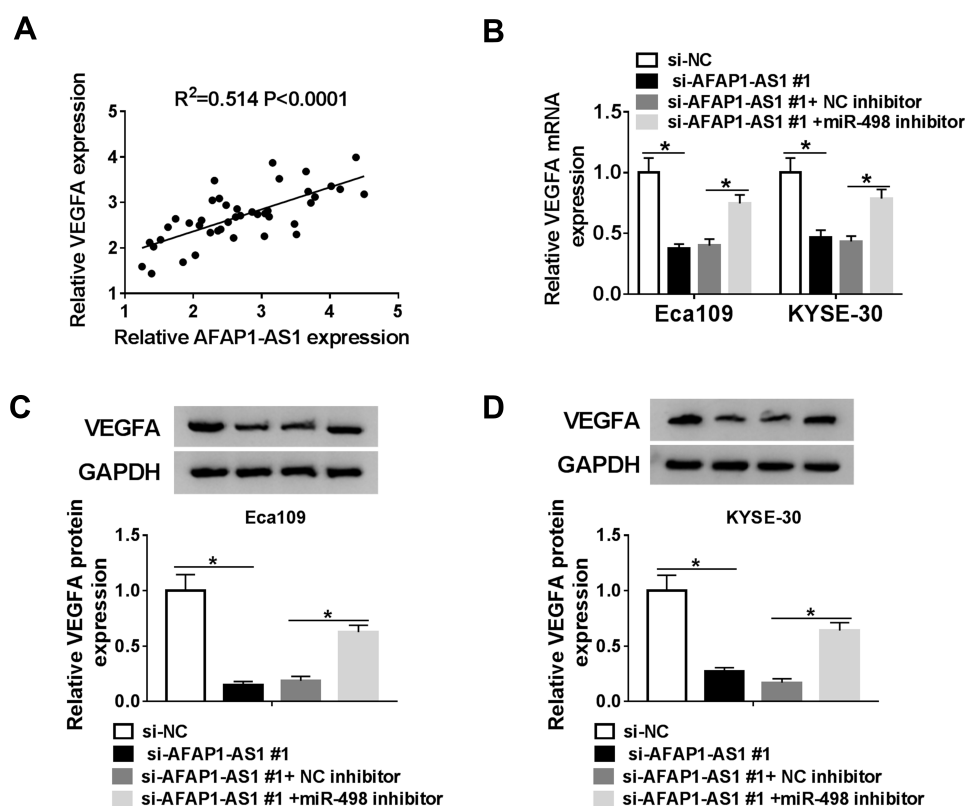 A
R²=0.514 P<0.0001
Relative VEGFA expression
5
4
3
2
1
1 2 3 4 5
Relative AFAP1-AS1 expression
B
si-NC
si-AFAP1-AS1 #1
si-AFAP1-AS1 #1+ NC inhibitor
si-AFAP1-AS1 #1 +miR-498 inhibitor
Relative VEGFA mRNA
expression
1.5
1.0
0.5
0.0
* * * *
Eca109 KYSE-30
C
VEGFA
GAPDH
Eca109
Relative VEGFA protein
expression
1.5
1.0
0.5
0.0
* *
si-NC
si-AFAP1-AS1 #1
si-AFAP1-AS1 #1+ NC inhibitor
si-AFAP1-AS1 #1 +miR-498 inhibitor
D
VEGFA
GAPDH
KYSE-30
Relative VEGFA protein
expression
1.5
1.0
0.5
0.0
* *
si-NC
si-AFAP1-AS1 #1
si-AFAP1-AS1 #1+ NC inhibitor
si-AFAP1-AS1 #1 +miR-498 inhibitor